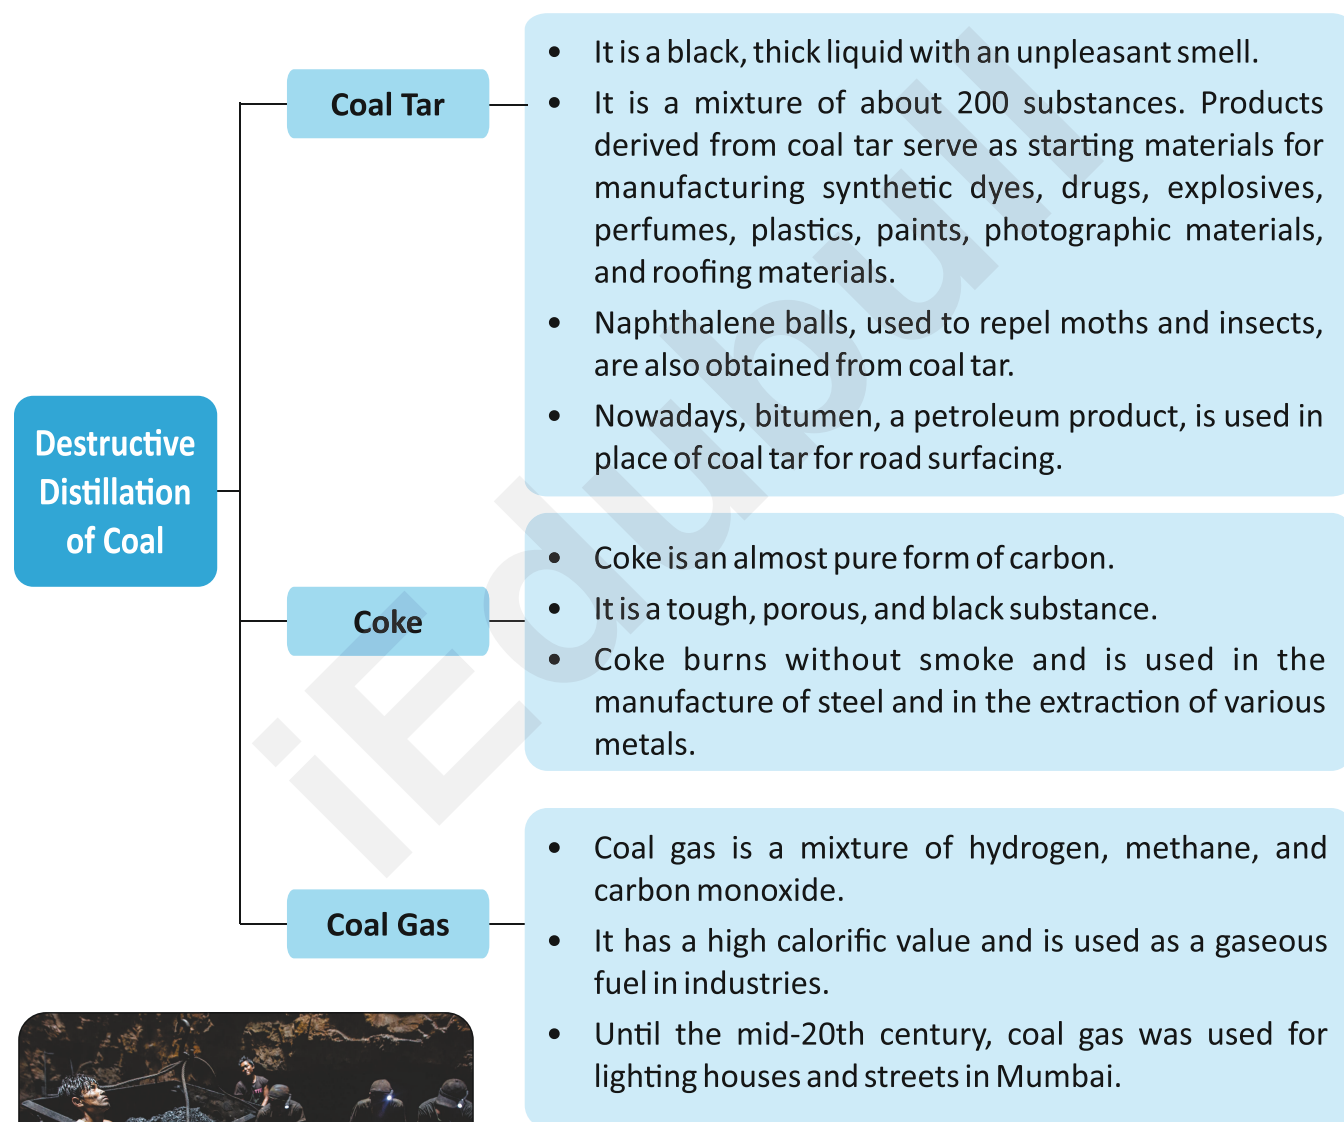 Destructive
Distillation
of Coal
Coal Tar
• It is a black, thick liquid with an unpleasant smell.
• It is a mixture of about 200 substances. Products
derived from coal tar serve as starting materials for
manufacturing synthetic dyes, drugs, explosives,
perfumes, plastics, paints, photographic materials,
and roofing materials.
• Naphthalene balls, used to repel moths and insects,
are also obtained from coal tar.
• Nowadays, bitumen, a petroleum product, is used in
place of coal tar for road surfacing.
Coke
• Coke is an almost pure form of carbon.
• It is a tough, porous, and black substance.
• Coke burns without smoke and is used in the
manufacture of steel and in the extraction of various
metals.
Coal Gas
• Coal gas is a mixture of hydrogen, methane, and
carbon monoxide.
• It has a high calorific value and is used as a gaseous
fuel in industries.
• Until the mid-20th century, coal gas was used for
lighting houses and streets in Mumbai.
iEdubull